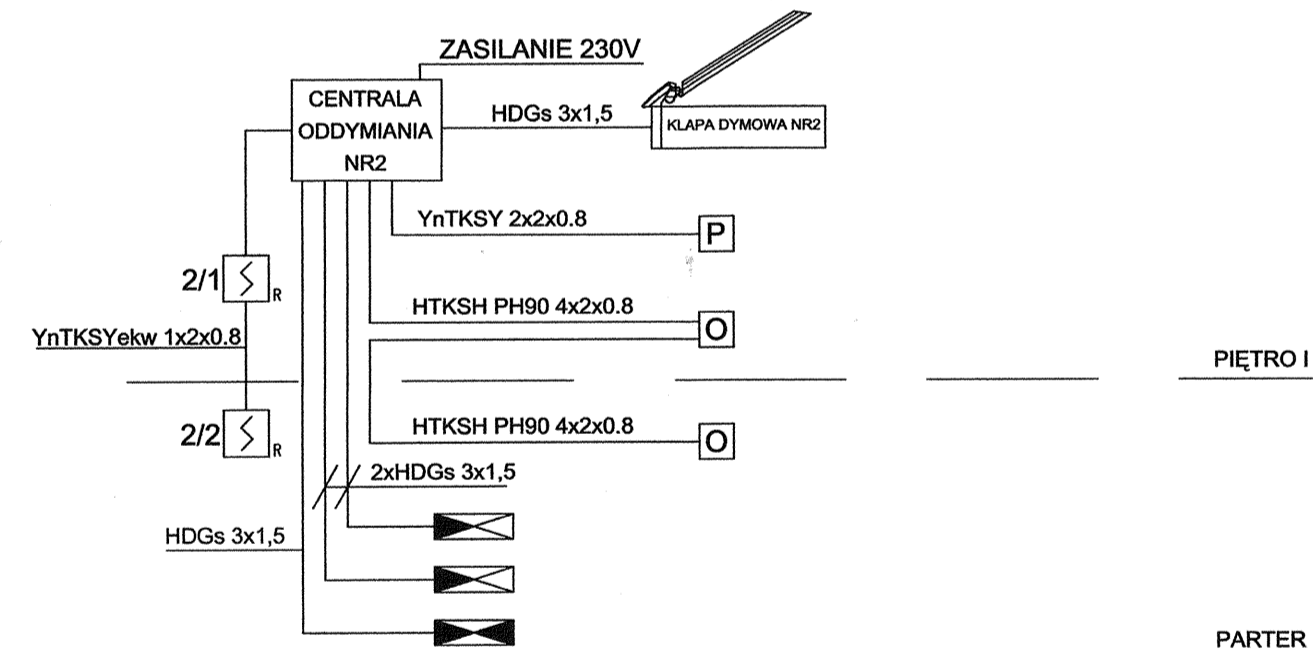 ZASILANIE 230V
CENTRALA
ODDYMIANIA
NR2
HDGs 3x1,5
KLAPA DYMOWA NR2
YnTKSY 2x2x0.8
P
2/1
R
HTKSH PH90 4x2x0.8
O
YnTKSYekw 1x2x0.8
PIĘTRO I
2/2
R
HTKSH PH90 4x2x0.8
O
2xHDGs 3x1,5
HDGs 3x1,5
PARTER